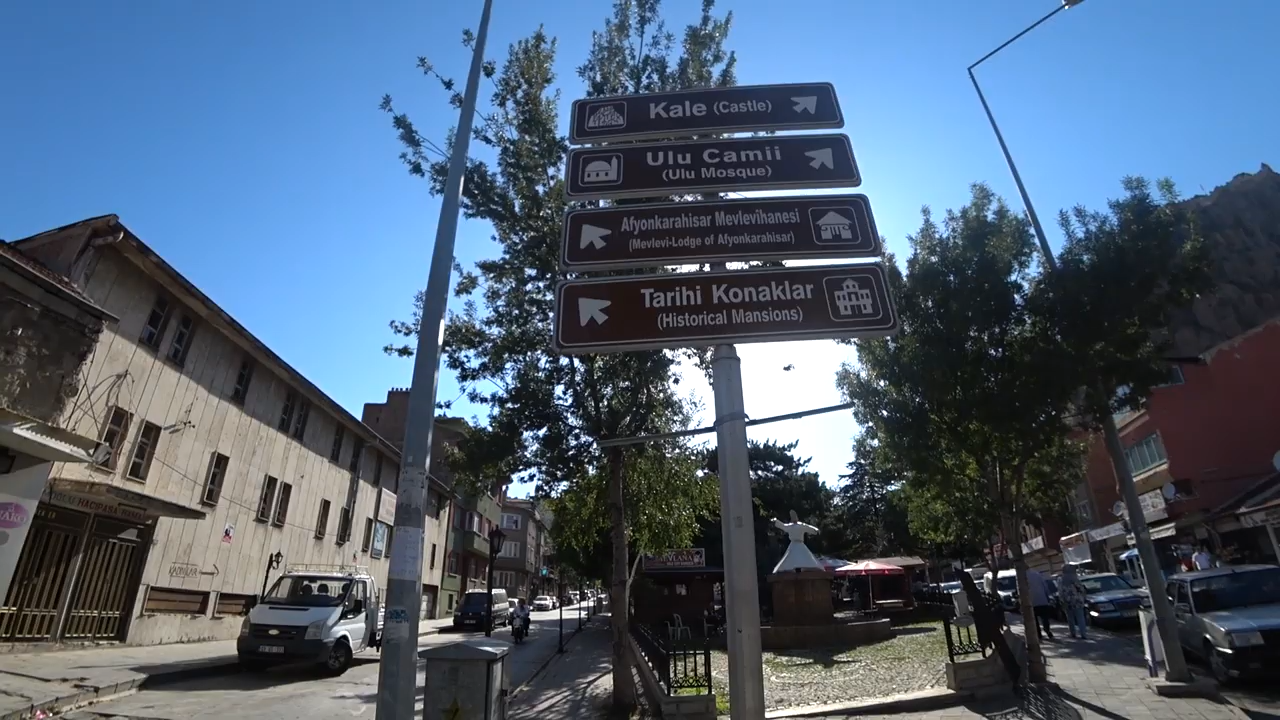 Kale (Castle)
Ulu Camii
(Ulu Mosque)
Afyonkarahisar Mevlevihanesi
(Mevlevi-Lodge of Afyonkarahisar)
Tarihi Konaklar
(Historical Mansions)